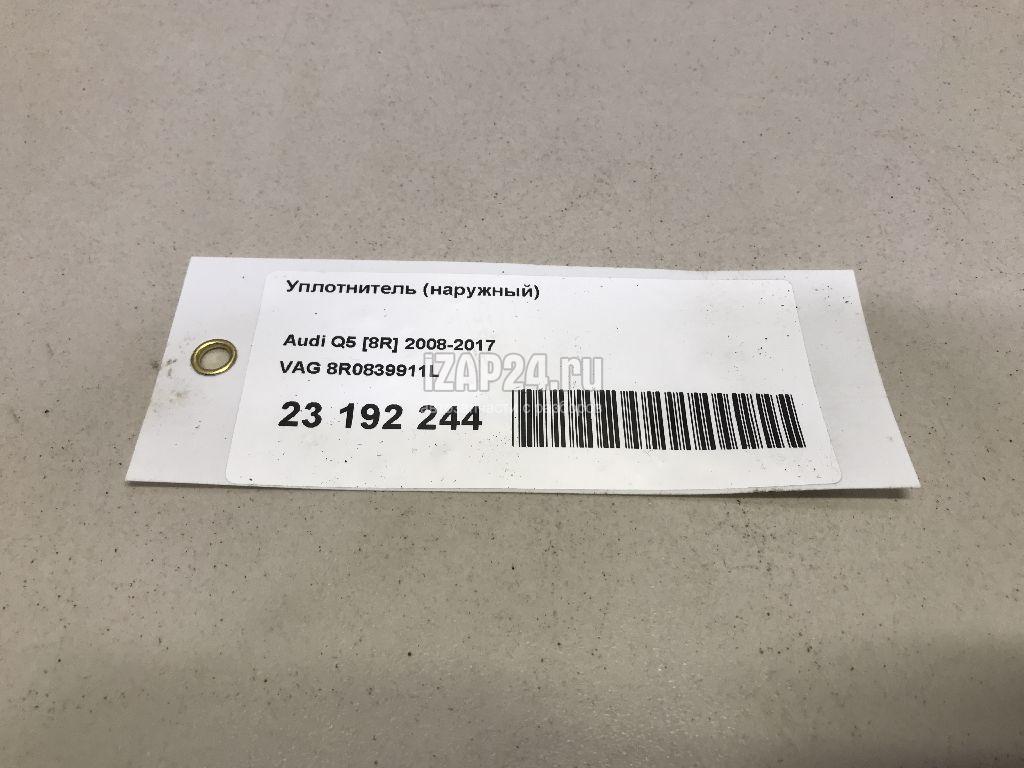 Уплотнитель (наружный)
Audi Q5 [8R] 2008-2017
VAG 8R0839911L
iZAP24.ru
23 192 244